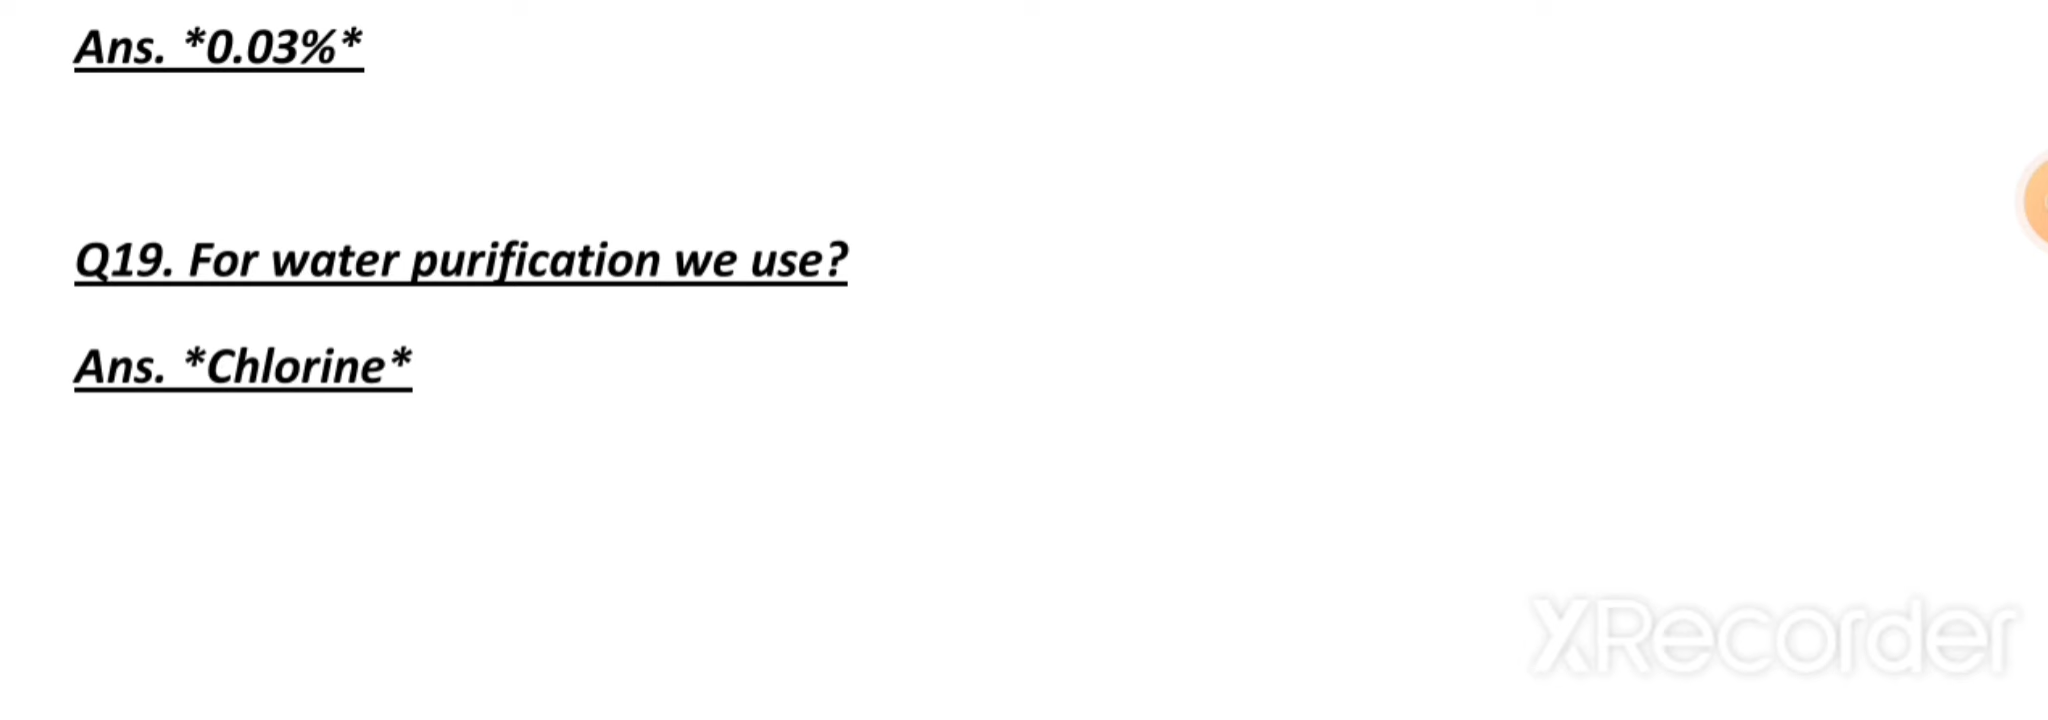 Ans. *0.03%*
Q19. For water purification we use?
Ans. *Chlorine*
XRecorder